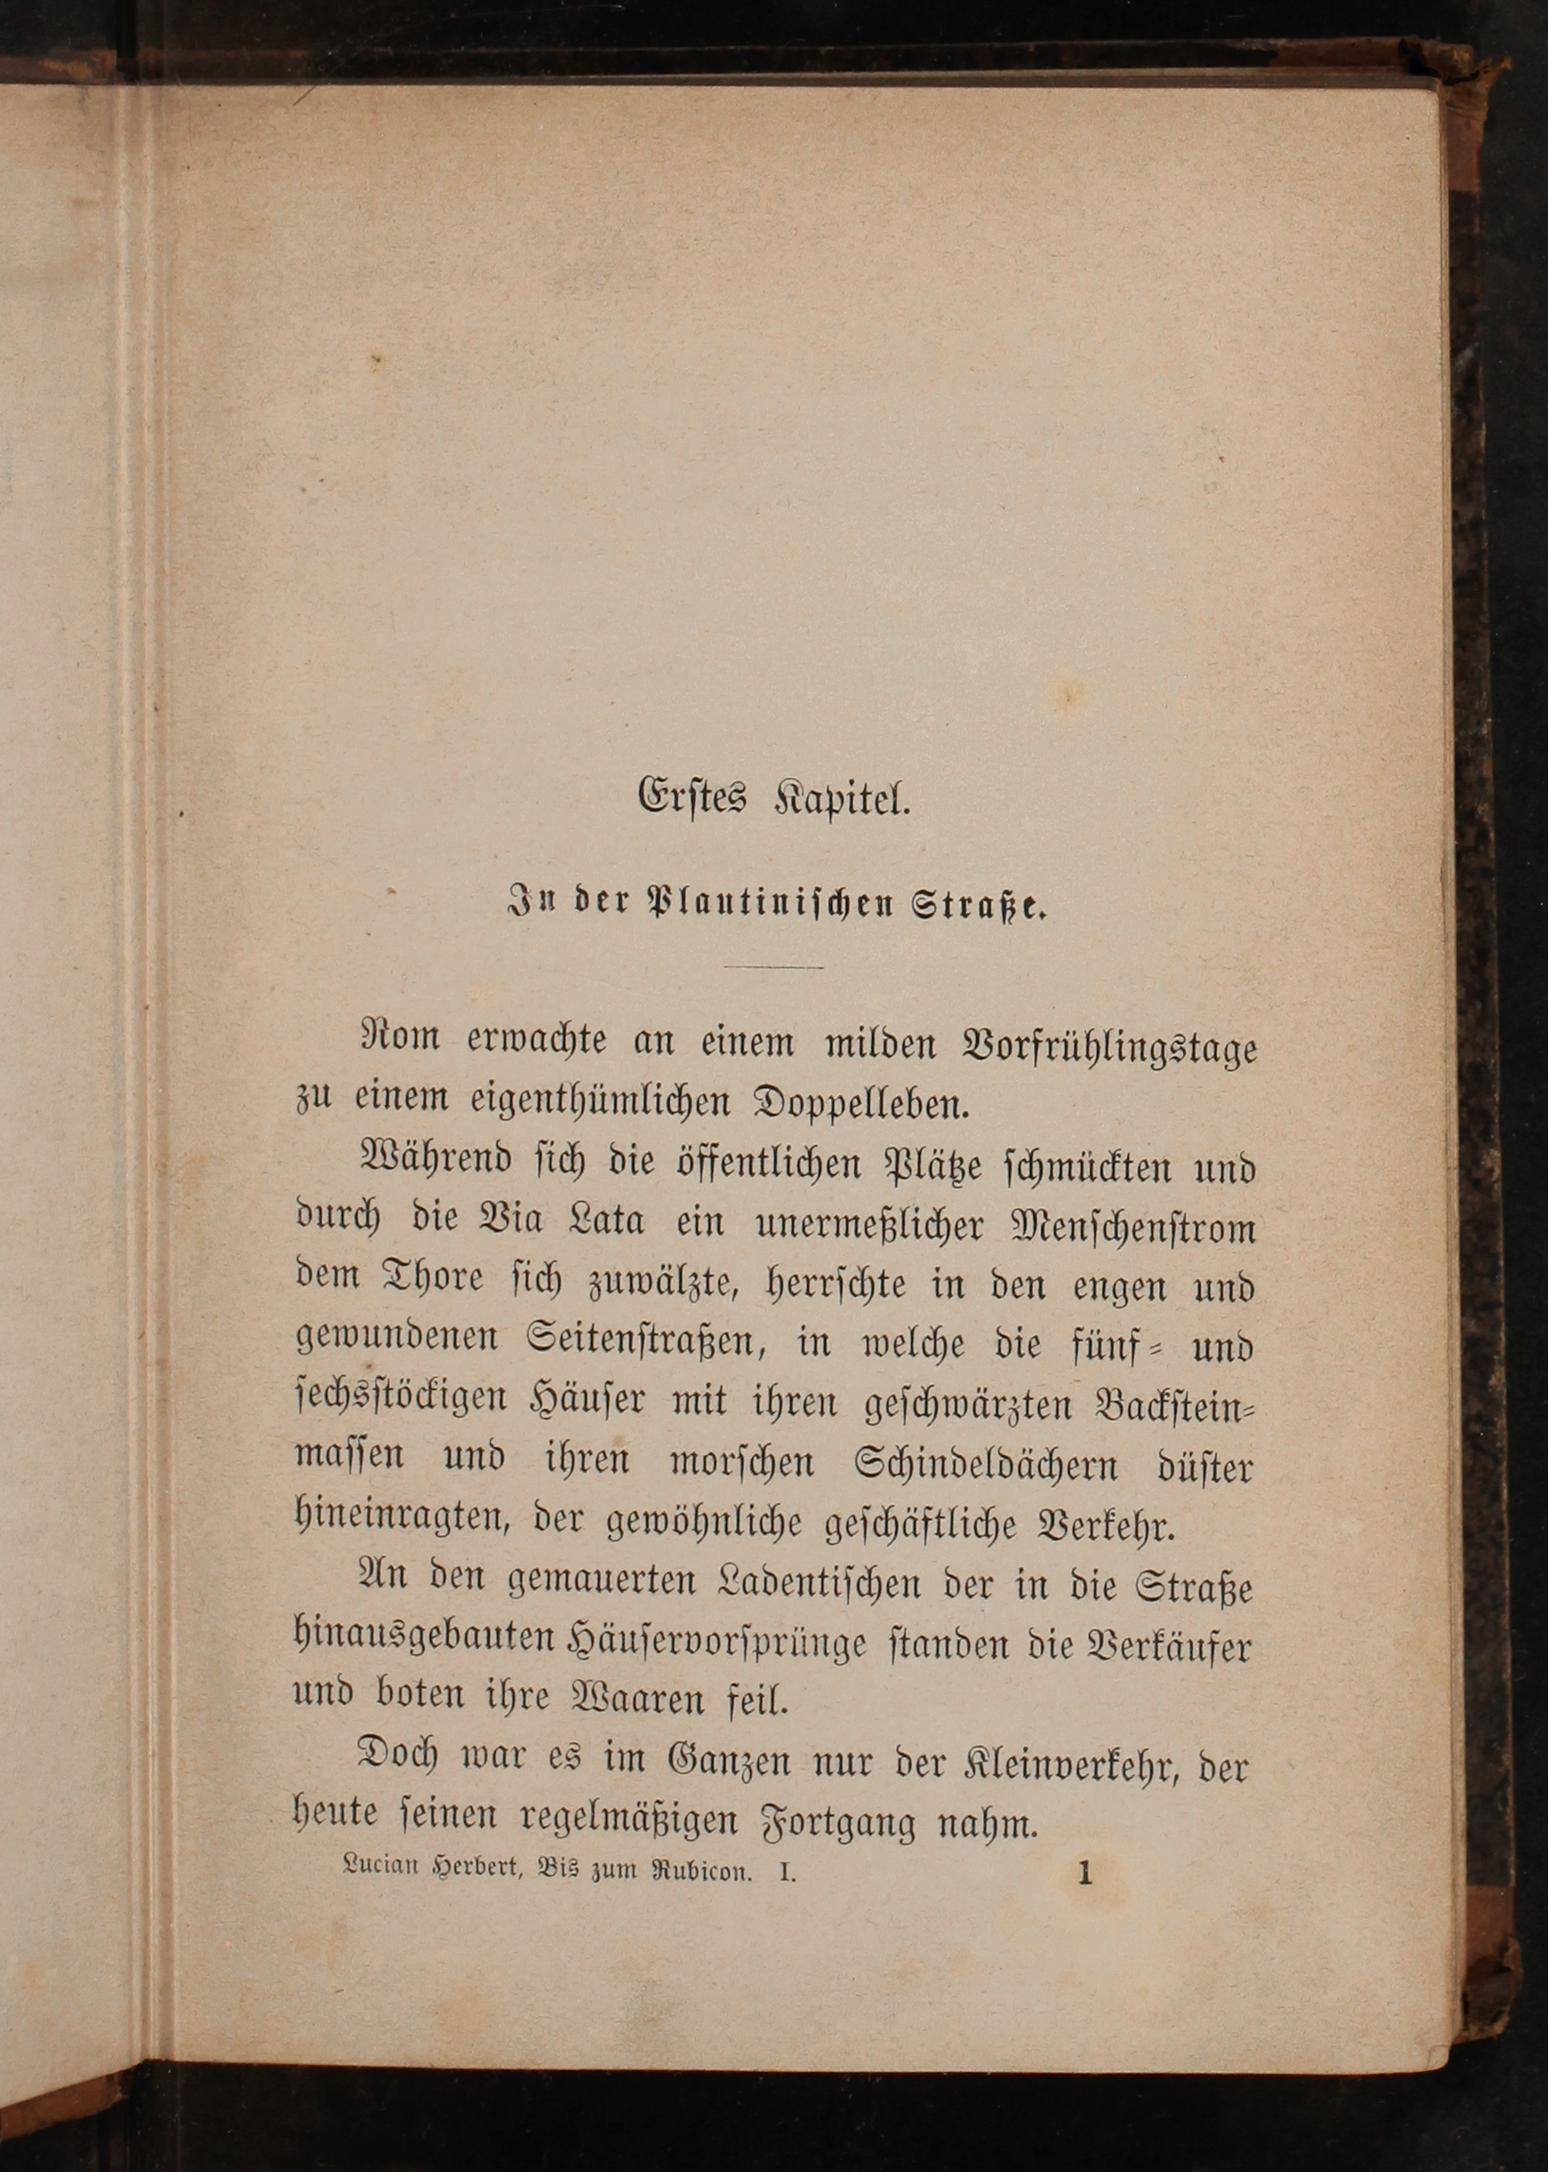 Erstes Kapitel.
In der Plautinischen Straße.
Rom erwachte an einem milden Vorfrühlingstage
zu einem eigenthümlichen Doppelleben.
Während sich die öffentlichen Plätze schmückten und
durch die Via Lata ein unermeßlicher Menschenstrom
dem Thore sich zuwälzte, herrschte in den engen und
gewundenen Seitenstraßen, in welche die fünf- und
sechsstöckigen Häuser mit ihren geschwärzten Backstein-
massen und ihren morschen Schindeldächern düster
hineinragten, der gewöhnliche geschäftliche Verkehr.
An den gemauerten Ladentischen der in die Straße
hinausgebauten Häuservorsprünge standen die Verkäufer
und boten ihre Waaren feil.
Doch war es im Ganzen nur der Kleinverkehr, der
heute seinen regelmäßigen Fortgang nahm.
Lucian Herbert, Bis zum Rubicon. I. 1